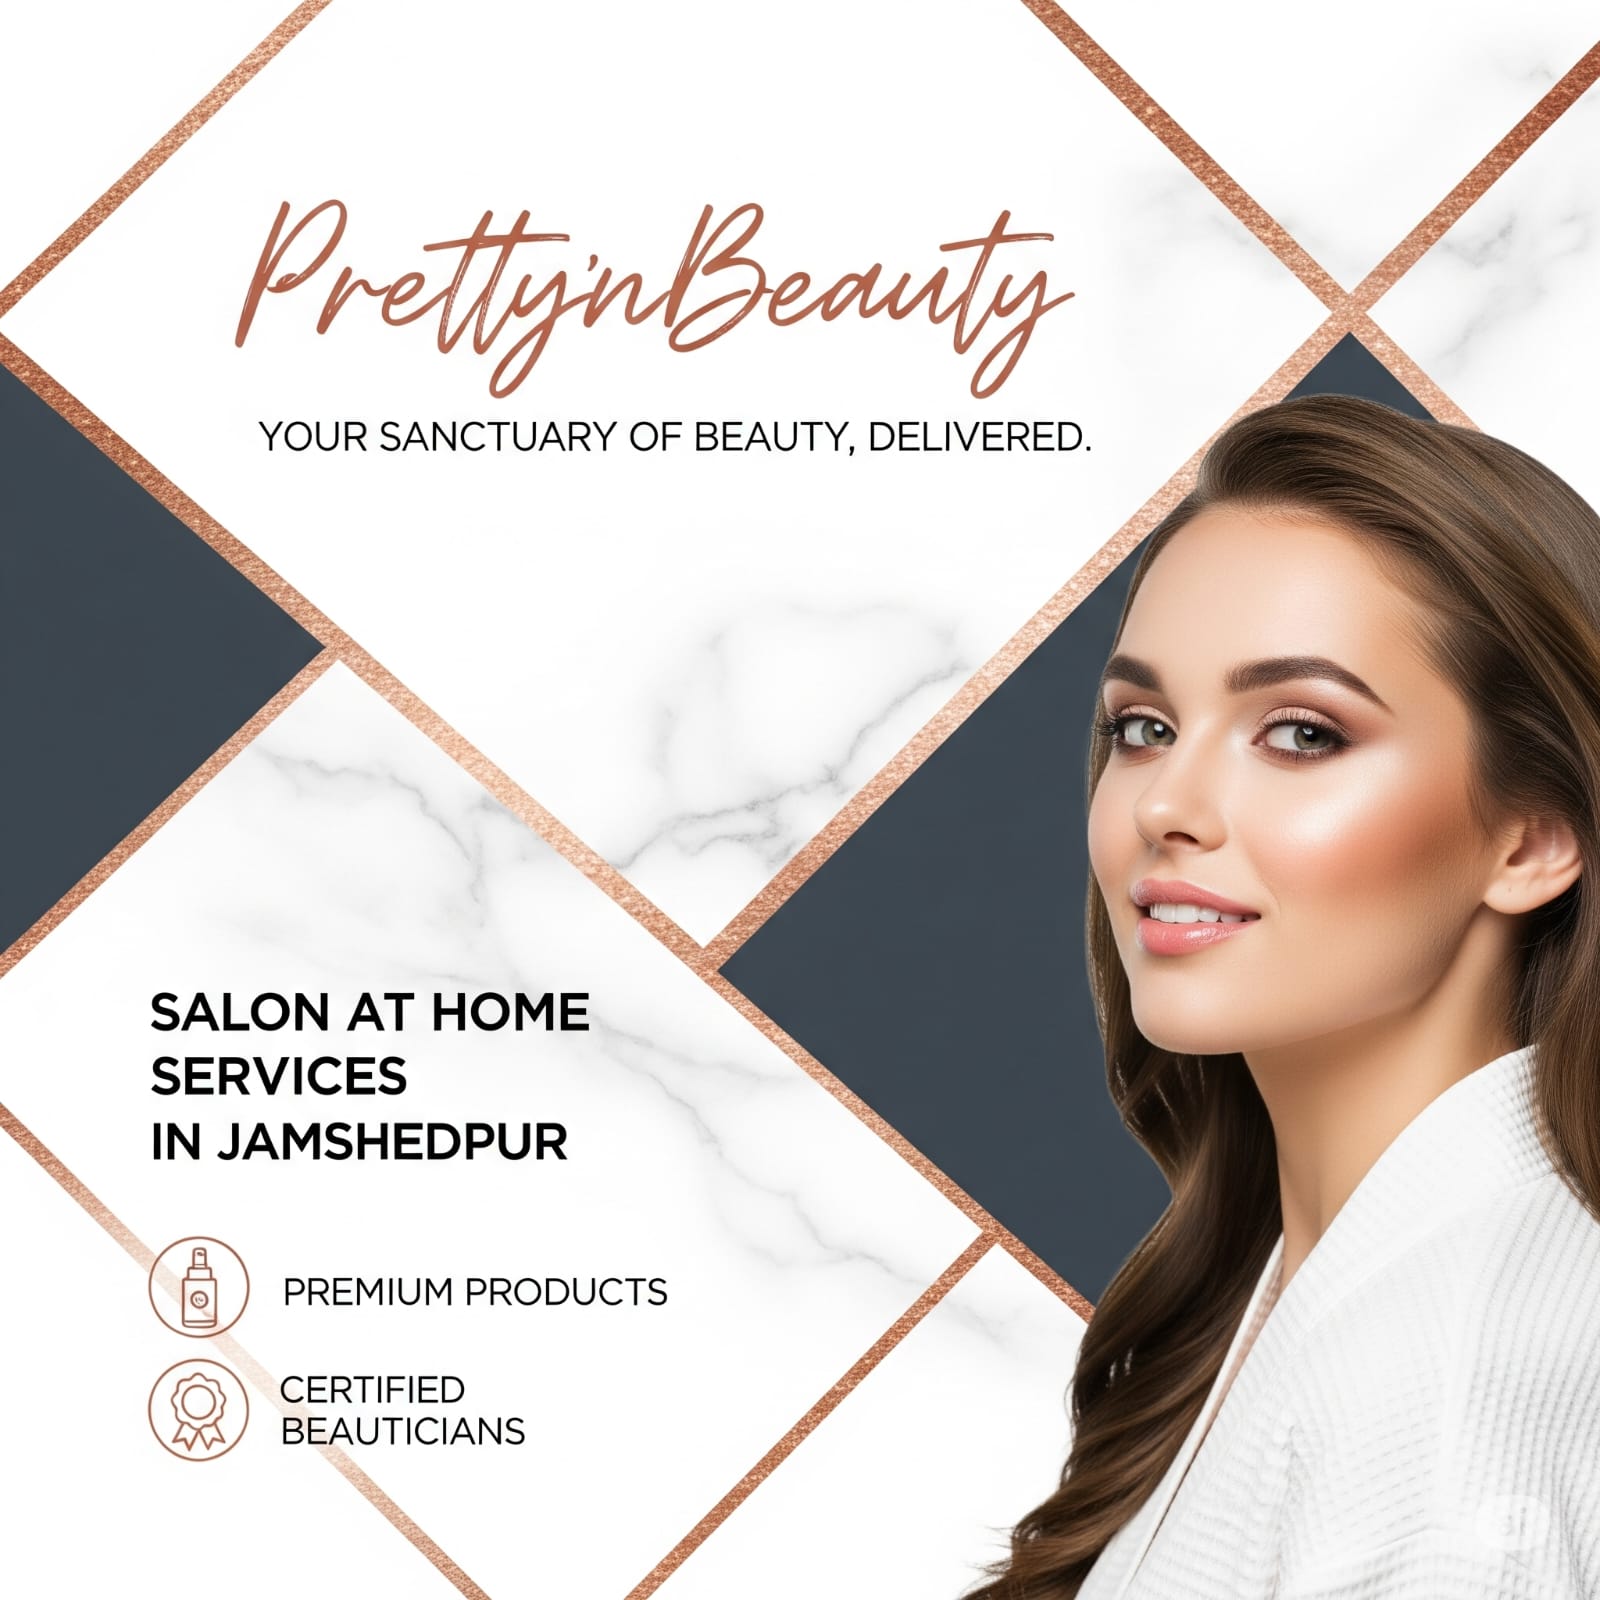 Pretty'nBeauty
YOUR SANCTUARY OF BEAUTY, DELIVERED.
SALON AT HOME
SERVICES
IN JAMSHEDPUR
PREMIUM PRODUCTS
CERTIFIED
BEAUTICIANS